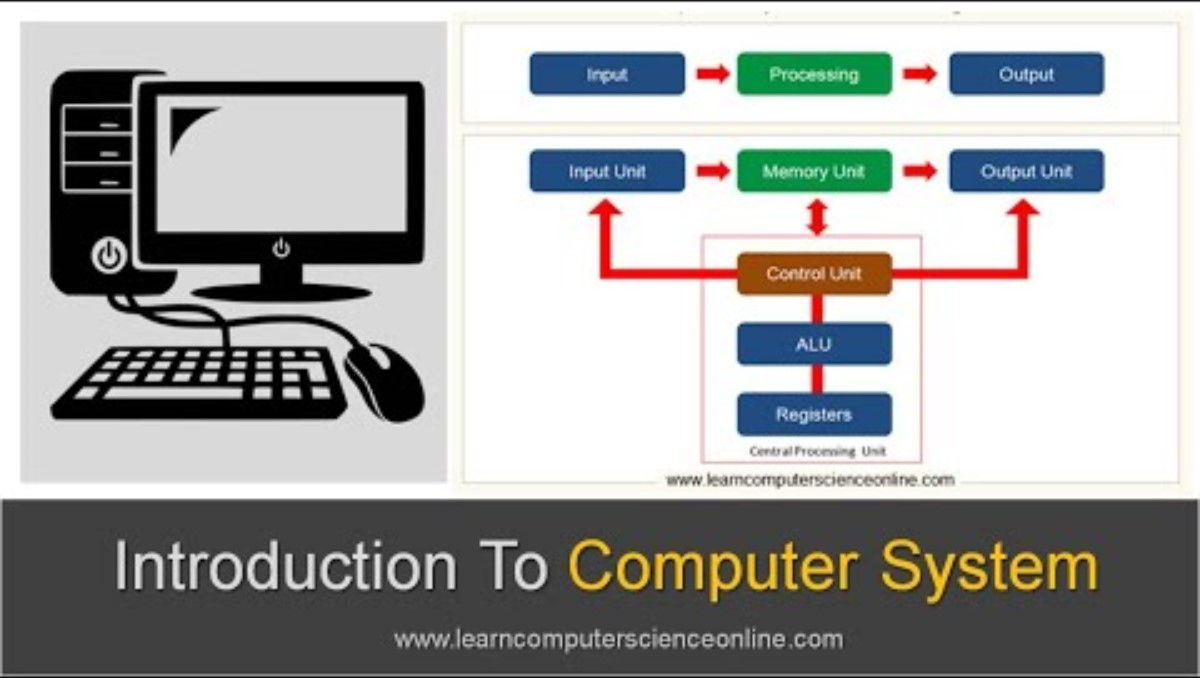 Input Processing Output
Input Unit Memory Unit Output Unit
Control Unit
ALU
Registers
Central Processing Unit
www.learncomputerscienceonline.com
Introduction To Computer System
www.learncomputerscienceonline.com